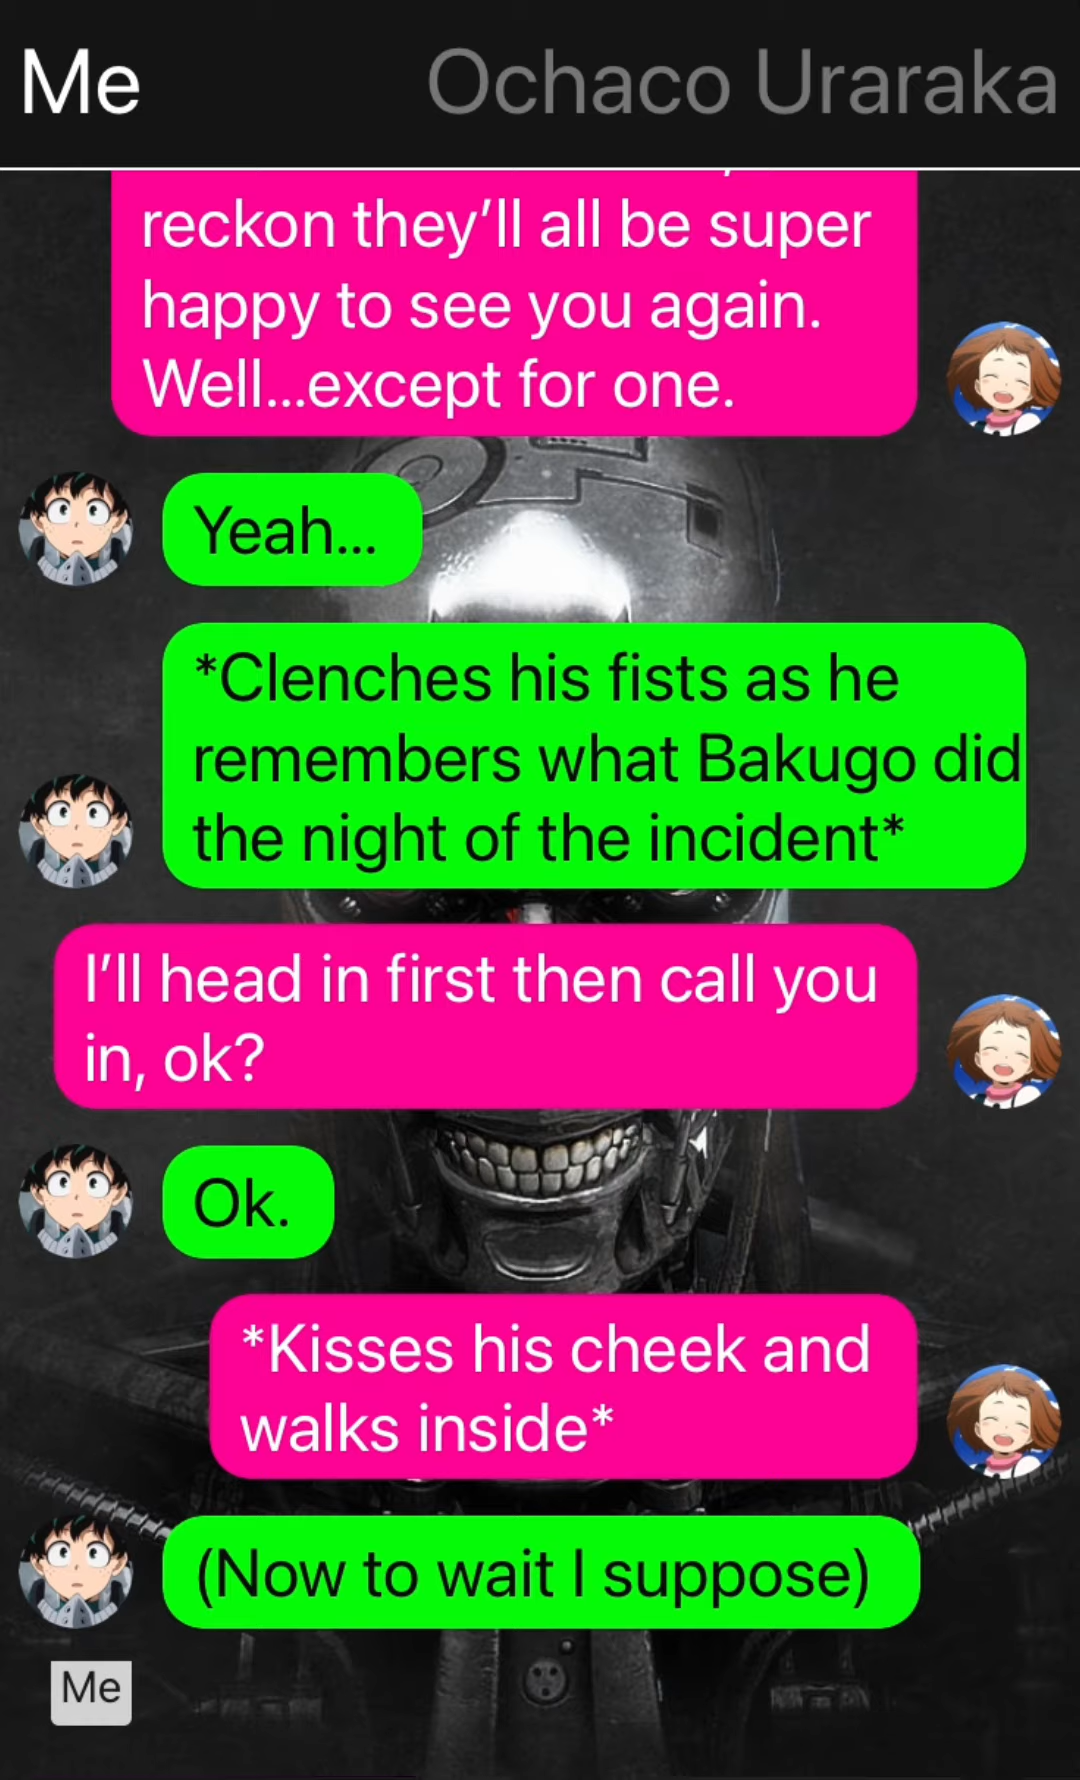 Me
Ochaco Uraraka
reckon they’ll all be super
happy to see you again.
Well...except for one.
Yeah...
*Clenches his fists as he
remembers what Bakugo did
the night of the incident*
I’ll head in first then call you
in, ok?
Ok.
*Kisses his cheek and
walks inside*
(Now to wait I suppose)
Me